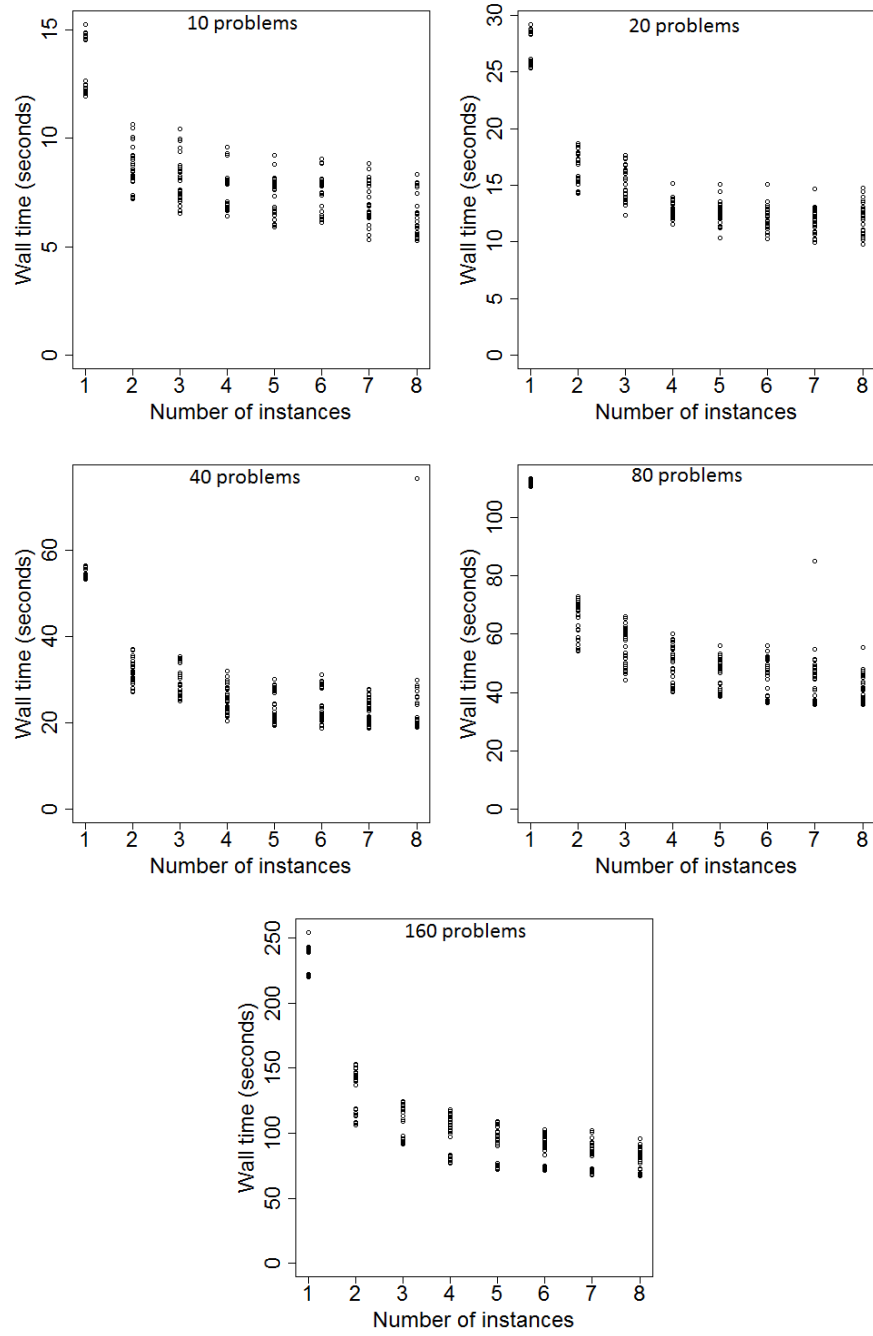 10 problems
Wall time (seconds)
15
10
5
0
1 2 3 4 5 6 7 8
Number of instances
20 problems
Wall time (seconds)
30
25
20
15
10
5
0
1 2 3 4 5 6 7 8
Number of instances
40 problems
Wall time (seconds)
60
40
20
0
1 2 3 4 5 6 7 8
Number of instances
80 problems
Wall time (seconds)
100
80
60
40
20
0
1 2 3 4 5 6 7 8
Number of instances
160 problems
Wall time (seconds)
250
200
150
100
50
0
1 2 3 4 5 6 7 8
Number of instances